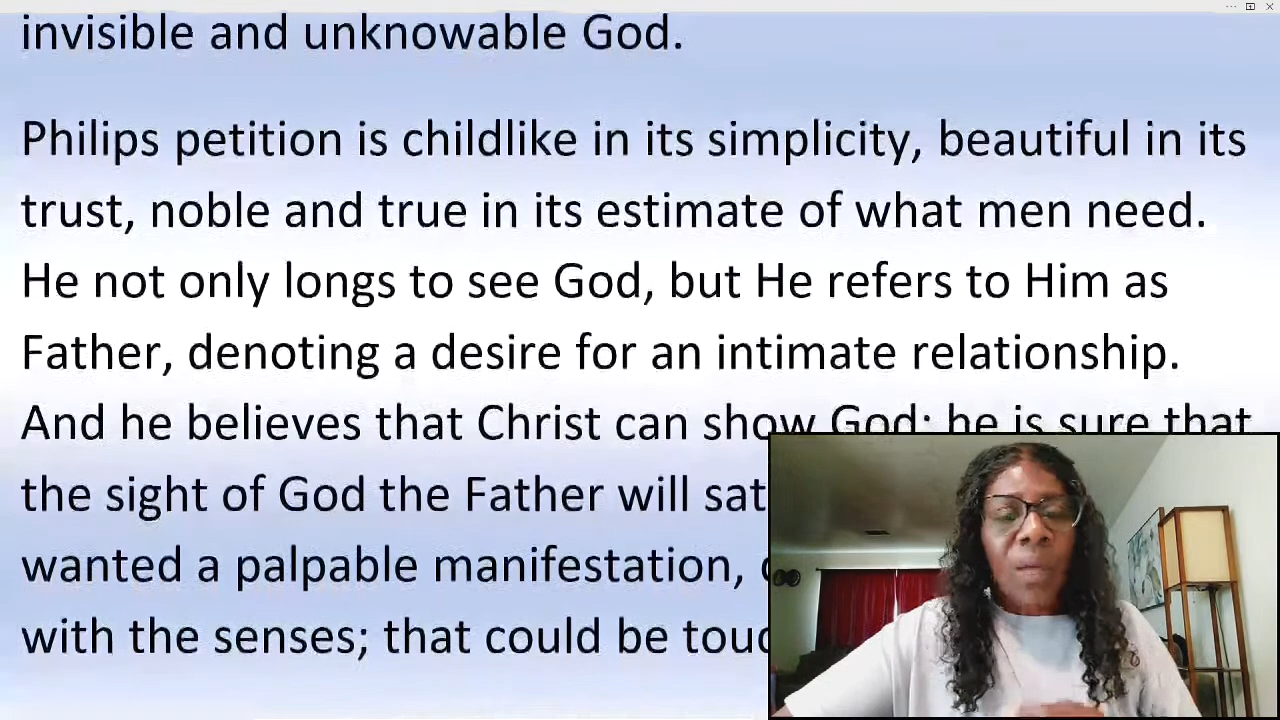 invisible and unknowable God.
Philips petition is childlike in its simplicity, beautiful in its
trust, noble and true in its estimate of what men need.
He not only longs to see God, but He refers to Him as
Father, denoting a desire for an intimate relationship.
And he believes that Christ can show God; he is sure that
the sight of God the Father will
wanted a palpable manifestation,
with the senses; that could be